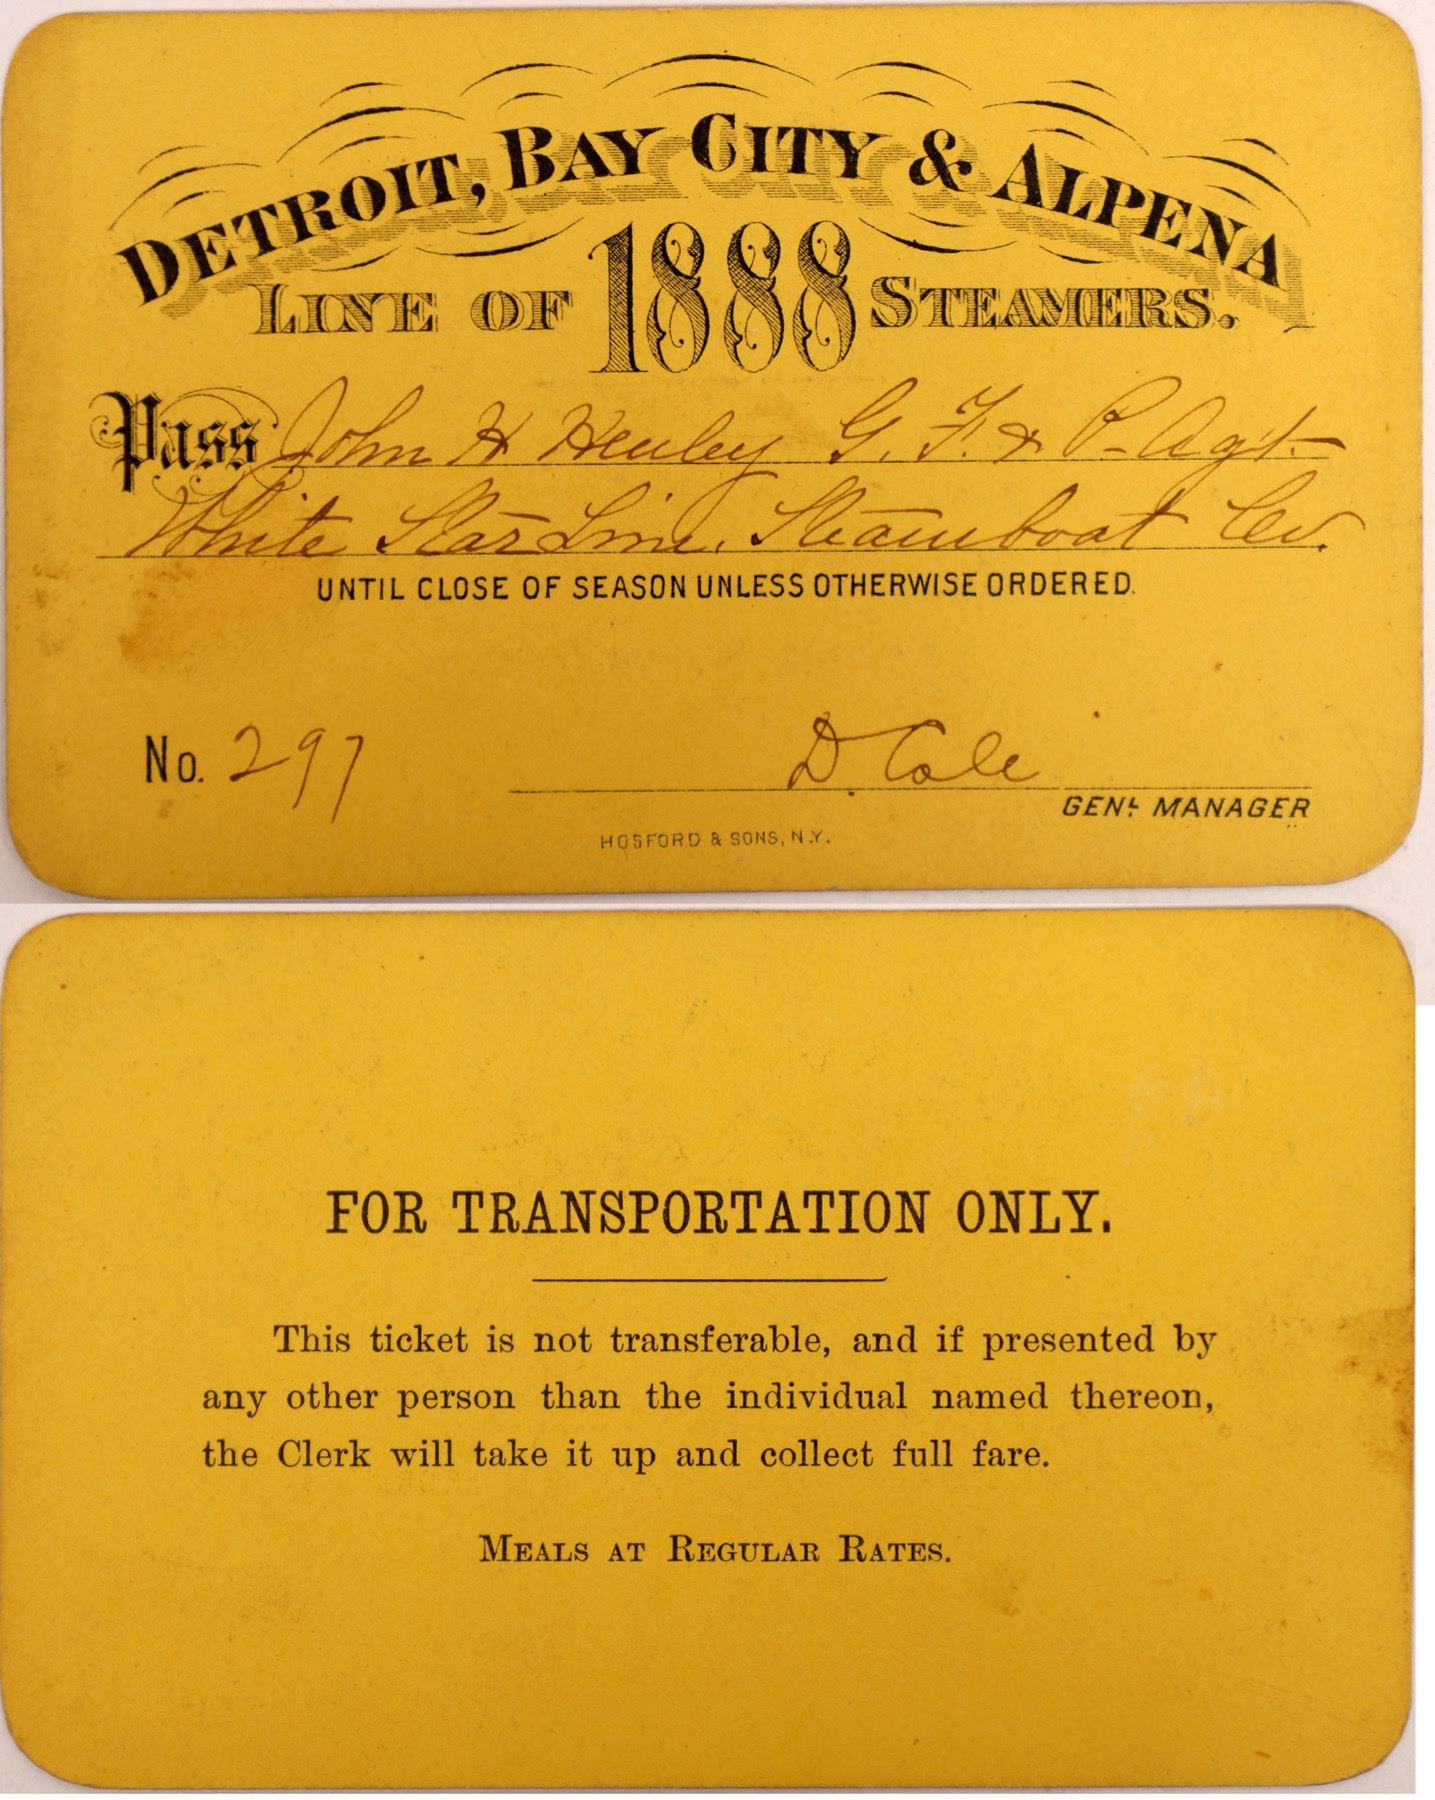 DETROIT, BAY CITY & ALPENA
LINE OF 1888 STEAMERS.
Pass John H Henley G. F. & P. Agt.
White Star Line, Steamboat Co.
UNTIL CLOSE OF SEASON UNLESS OTHERWISE ORDERED.
No. 297 D. Cole
GENL MANAGER
HOSFORD & SONS, N.Y.
FOR TRANSPORTATION ONLY.
This ticket is not transferable, and if presented by
any other person than the individual named thereon,
the Clerk will take it up and collect full fare.
MEALS AT REGULAR RATES.